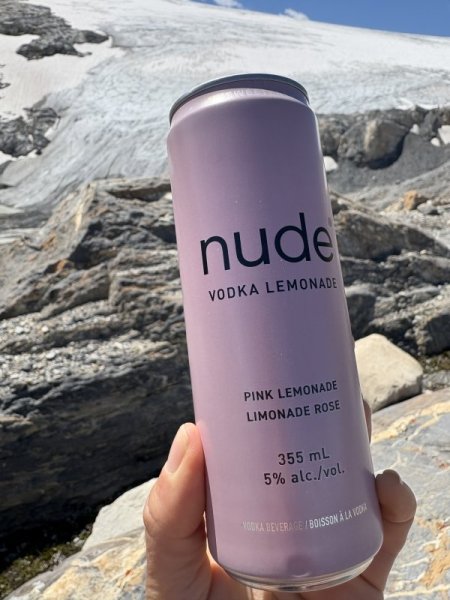 nude
VODKA LEMONADE
PINK LEMONADE
LIMONADE ROSE
355 mL
5% alc./vol.
VODKA BEVERAGE / BOISSON À LA VODKA